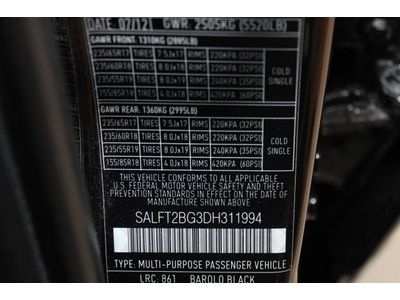 DATE: 07/12 GWR: 2505KG (5520LB)
GAWR FRONT: 1310KG (2885LB)
235/65R17 TIRES 7.5Jx17 RIMS 220KPA (32PSI)
235/60R18 TIRES 8.0Jx18 RIMS 220KPA (32PSI)
235/55R19 TIRES 8.0Jx19 RIMS 240KPA (35PSI)
155/85R18 TIRES 4.0Jx18 RIMS 420KPA (60PSI)
COLD
SINGLE
GAWR REAR: 1360KG (2995LB)
235/65R17 TIRES 7.5Jx17 RIMS 220KPA (32PSI)
235/60R18 TIRES 8.0Jx18 RIMS 220KPA (32PSI)
235/55R19 TIRES 8.0Jx19 RIMS 240KPA (35PSI)
155/85R18 TIRES 4.0Jx18 RIMS 420KPA (60PSI)
COLD
SINGLE
THIS VEHICLE CONFORMS TO ALL APPLICABLE
U.S. FEDERAL MOTOR VEHICLE SAFETY AND THEFT
PREVENTION STANDARDS IN EFFECT ON THE DATE
OF MANUFACTURE SHOWN ABOVE
SALFT2BG3DH311994
TYPE: MULTI-PURPOSE PASSENGER VEHICLE
LRC: 861 BAROLO BLACK